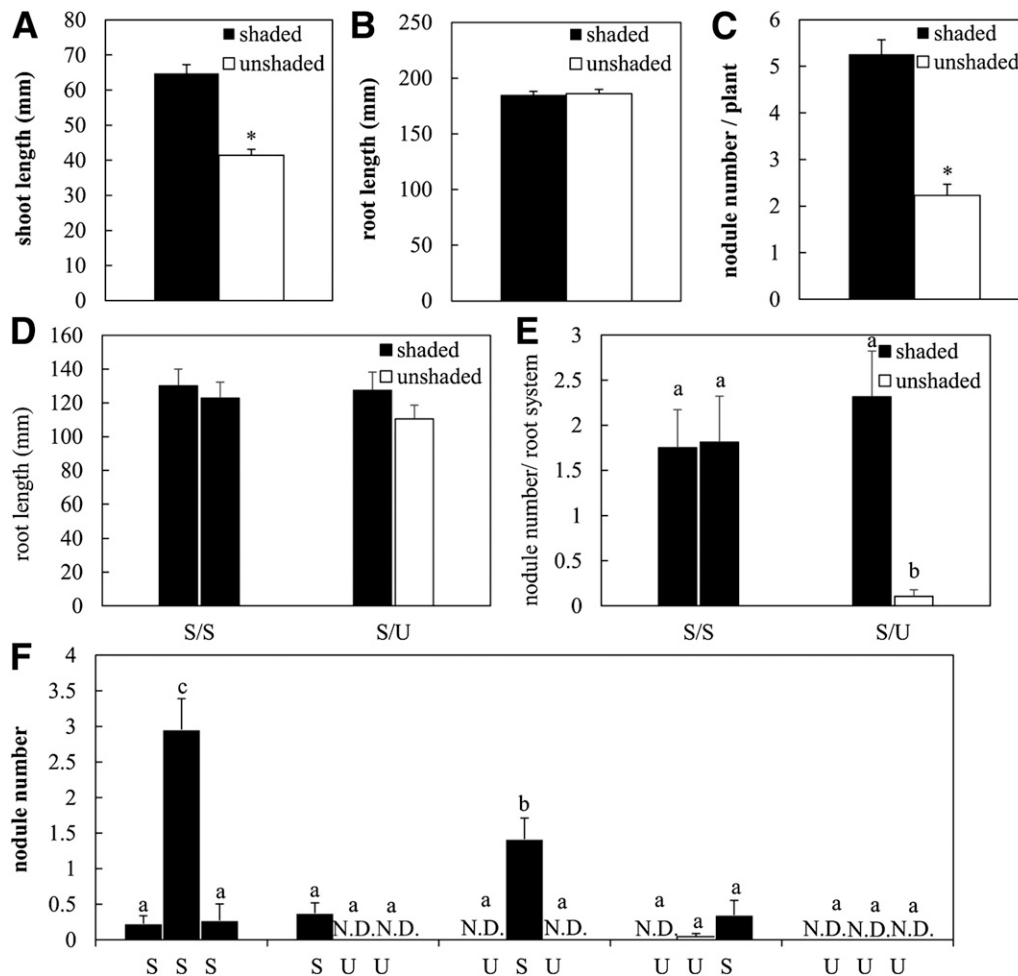 A
shoot length (mm)
80
70
60
50
40
30
20
10
0
shaded
unshaded
*
B
root length (mm)
250
200
150
100
50
0
shaded
unshaded
C
nodule number / plant
6
5
4
3
2
1
0
shaded
unshaded
*
D
root length (mm)
160
140
120
100
80
60
40
20
0
shaded
unshaded
S/S S/U
E
nodule number/ root system
3
2.5
2
1.5
1
0.5
0
shaded
unshaded
a a a b
S/S S/U
F
nodule number
4
3.5
3
2.5
2
1.5
1
0.5
0
a c a a a a a b a a a a a a a
N.D. N.D. N.D. N.D. N.D. N.D. N.D. N.D.
S S S S U U U S U U U S U U U